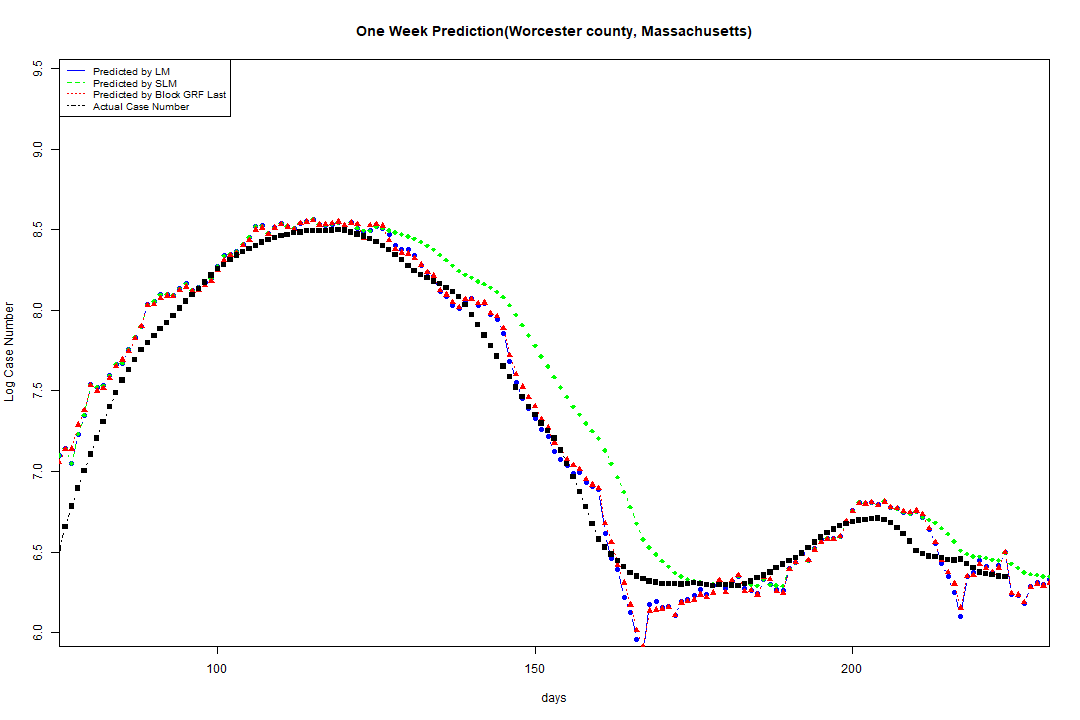 One Week Prediction(Worcester county, Massachusetts)
Predicted by LM
Predicted by SLM
Predicted by Block GRF Last
Actual Case Number
9.5
9.0
8.5
8.0
7.5
7.0
6.5
6.0
Log Case Number
100
150
200
days